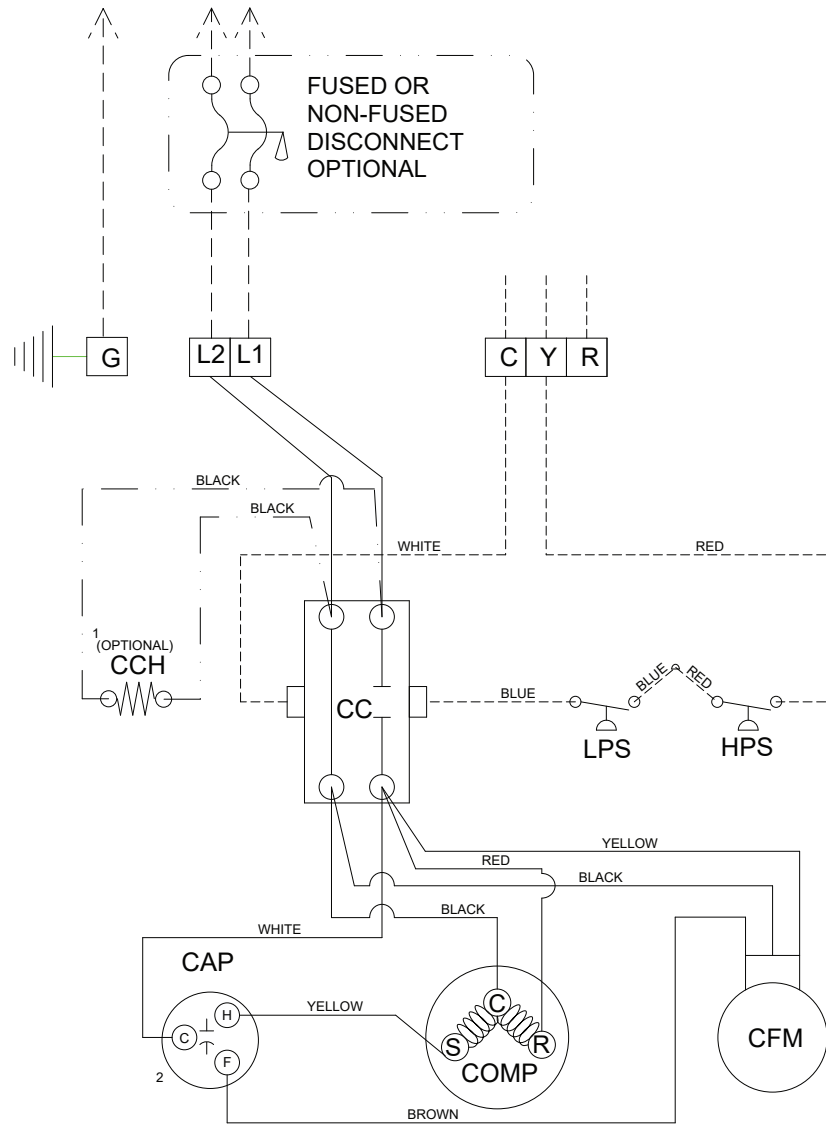 FUSED OR
NON-FUSED
DISCONNECT
OPTIONAL
G
L2
L1
C
Y
R
BLACK
BLACK
WHITE
RED
1
(OPTIONAL)
CCH
CC
BLUE
BLUE
RED
LPS
HPS
YELLOW
RED
BLACK
BLACK
WHITE
CAP
YELLOW
H
C
F
2
C
S
R
COMP
CFM
BROWN